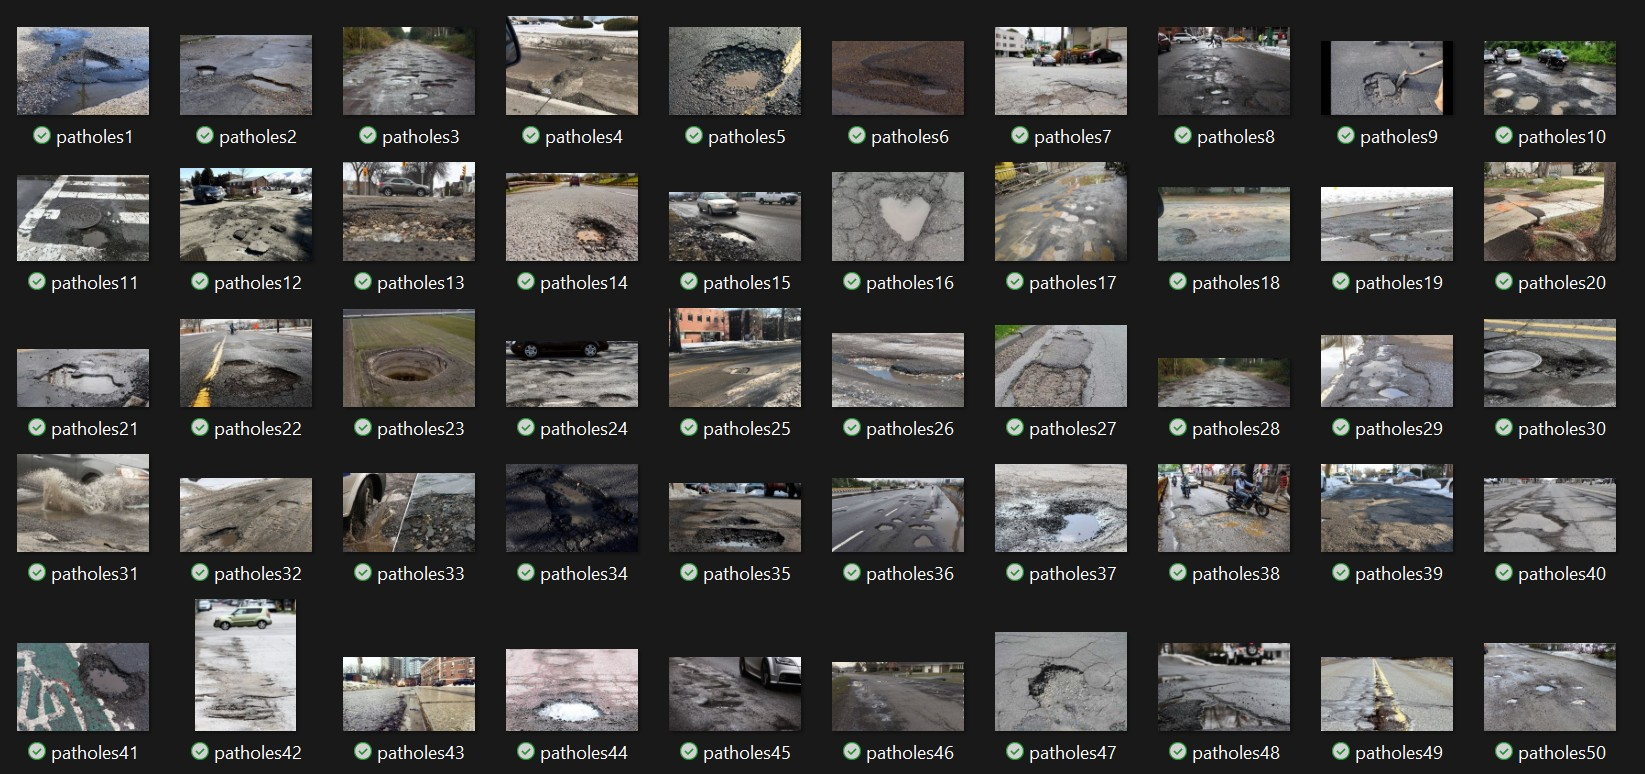 patholes1 patholes2 patholes3 patholes4 patholes5 patholes6 patholes7 patholes8 patholes9 patholes10
patholes11 patholes12 patholes13 patholes14 patholes15 patholes16 patholes17 patholes18 patholes19 patholes20
patholes21 patholes22 patholes23 patholes24 patholes25 patholes26 patholes27 patholes28 patholes29 patholes30
patholes31 patholes32 patholes33 patholes34 patholes35 patholes36 patholes37 patholes38 patholes39 patholes40
patholes41 patholes42 patholes43 patholes44 patholes45 patholes46 patholes47 patholes48 patholes49 patholes50